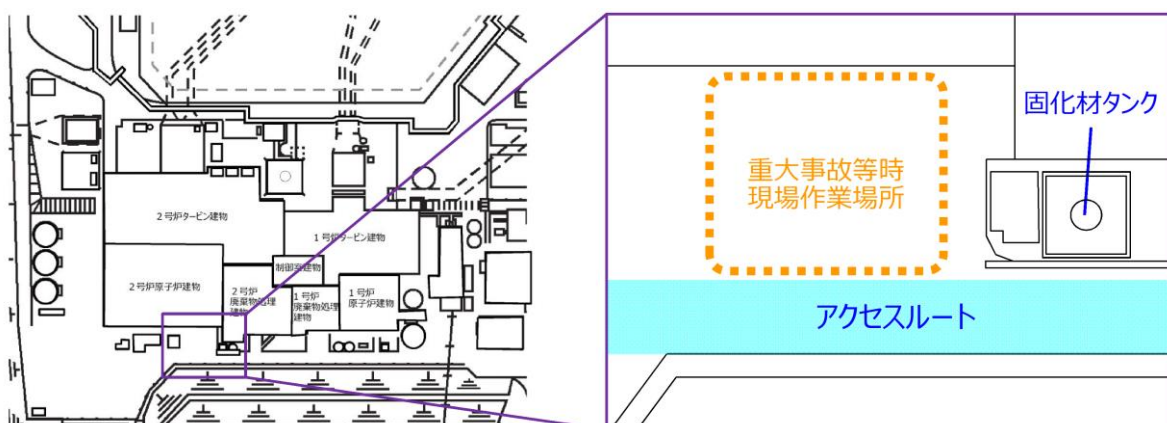 2号炉タービン建物
1号炉タービン建物
制御室建物
2号炉原子炉建物
2号炉
廃棄物処理
建物
1号炉
廃棄物処理
建物
1号炉
原子炉建物
固化材タンク
重大事故等時
現場作業場所
アクセスルート